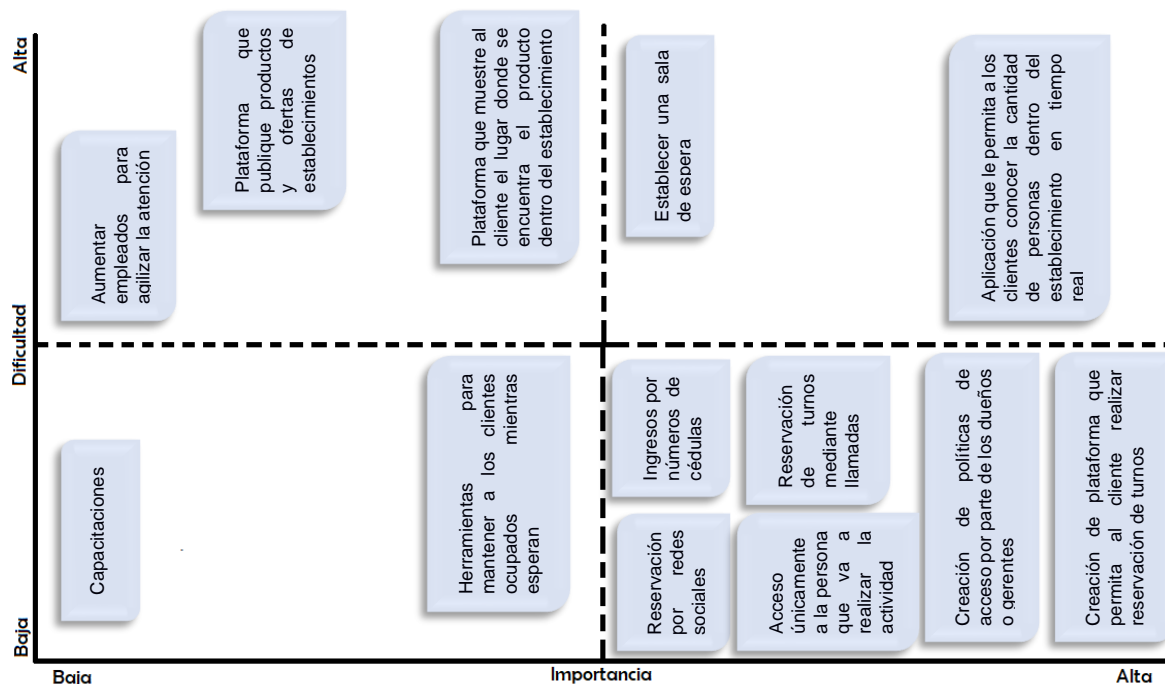 Alta
Dificultad
Baja
Aumentar
empleados para
agilizar la atención
Plataforma que
publique productos
y ofertas de
establecimientos
Plataforma que muestre al
cliente el lugar donde se
encuentra el producto
dentro del establecimiento
Establecer una sala
de espera
Aplicación que le permita a los
clientes conocer la cantidad
de personas dentro del
establecimiento en tiempo
real
Capacitaciones
Herramientas para
mantener a los clientes
ocupados mientras
esperan
Ingresos por
números de
cédulas
Reservación
de turnos
mediante
llamadas
Reservación
por redes
sociales
Acceso
únicamente
a la persona
que va a
realizar la
actividad
Creación de políticas de
acceso por parte de los dueños
o gerentes
Creación de plataforma que
permita al cliente realizar
reservación de turnos
Baja
Importancia
Alta